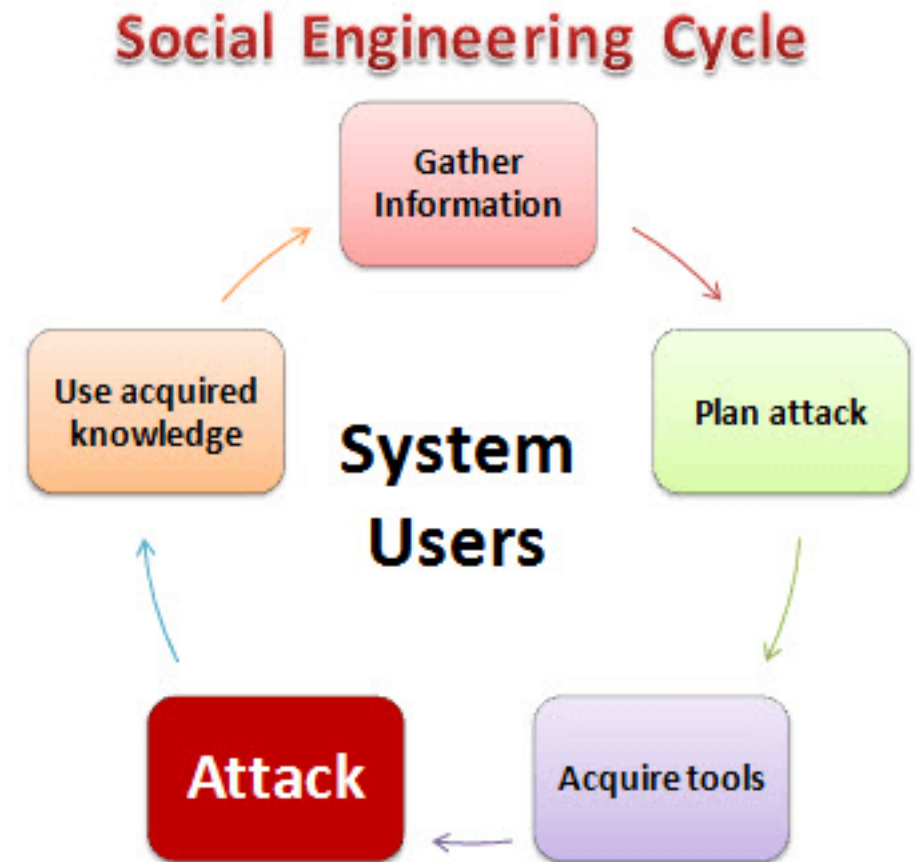 Social Engineering Cycle
Gather
Information
Plan attack
Acquire tools
Attack
Use acquired
knowledge
System
Users